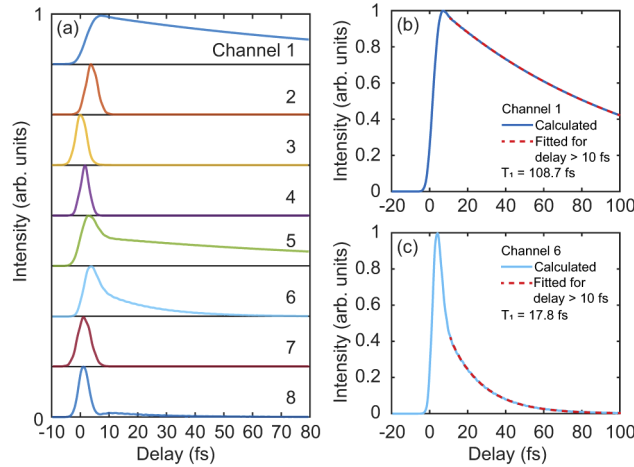 (a)
1
Channel 1
2
3
4
5
6
7
8
0
Intensity (arb. units)
-10 0 10 20 30 40 50 60 70 80
Delay (fs)
(b)
1
0.8
0.6
0.4
0.2
0
Intensity (arb. units)
Channel 1
Calculated
Fitted for
delay > 10 fs
T₁ = 108.7 fs
-20 0 20 40 60 80 100
(c)
1
0.8
0.6
0.4
0.2
0
Intensity (arb. units)
Channel 6
Calculated
Fitted for
delay > 10 fs
T₁ = 17.8 fs
-20 0 20 40 60 80 100
Delay (fs)